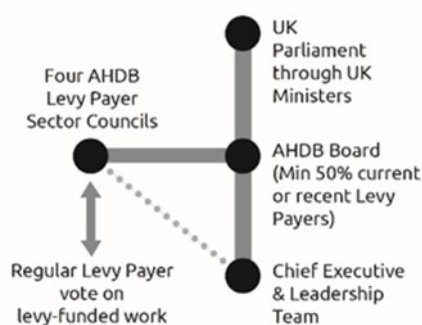 UK
Parliament
through UK
Ministers
Four AHDB
Levy Payer
Sector Councils
AHDB Board
(Min 50% current
or recent Levy
Payers)
Regular Levy Payer
vote on
levy-funded work
Chief Executive
& Leadership
Team